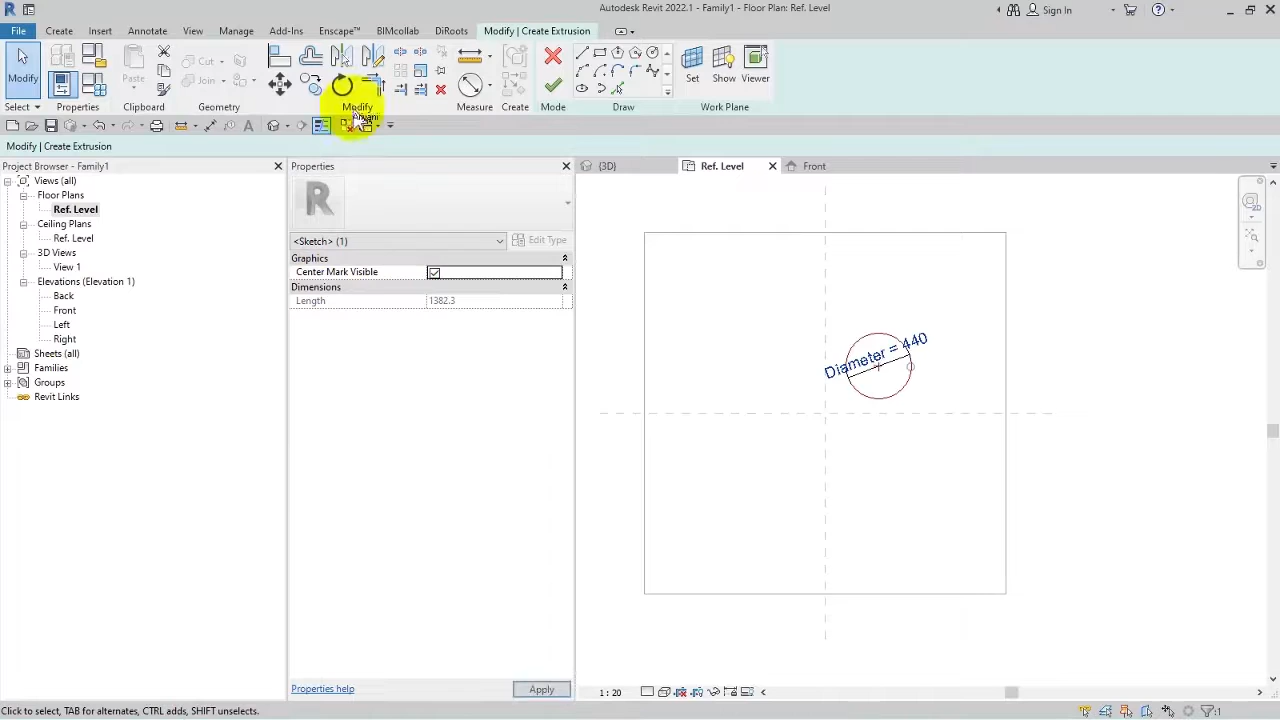 Autodesk Revit 2022.1 - Family1 - Floor Plan: Ref. Level
Sign In
File Create Insert Annotate View Manage Add-Ins Enscape™ BIMcollab DiRoots Modify | Create Extrusion
Modify Paste Cut Join Set Show Viewer
Select Properties Clipboard Geometry Modify Measure Create Mode Draw Work Plane
Modify | Create Extrusion
Project Browser - Family1
Properties
{3D}
Ref. Level
Front
Views (all)
Floor Plans
Ref. Level
Ceiling Plans
Ref. Level
3D Views
View 1
Elevations (Elevation 1)
Back
Front
Left
Right
Sheets (all)
Families
Groups
Revit Links
R
<Sketch> (1)
Edit Type
Graphics
Center Mark Visible
Dimensions
Length 1382.3
Diameter = 440
Properties help
Apply
1 : 20
Click to select, TAB for alternates, CTRL adds, SHIFT unselects.
:1